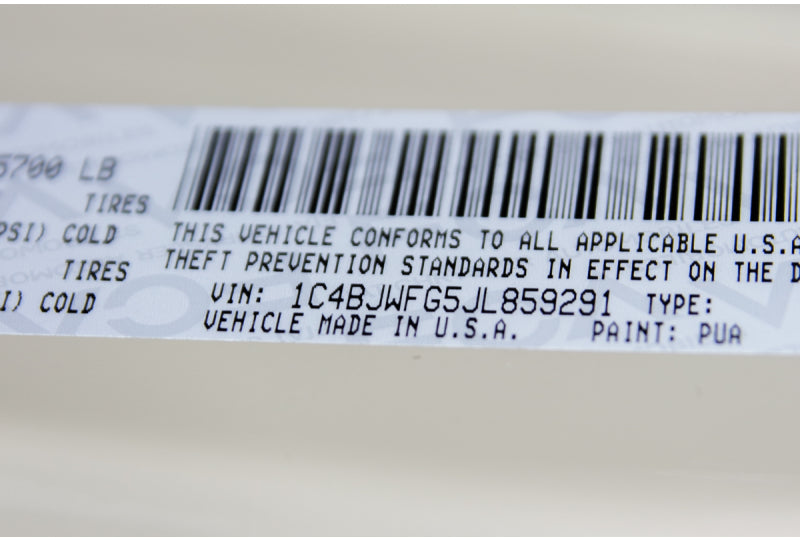 5700 LB
TIRES
PSI) COLD
TIRES
SI) COLD
THIS VEHICLE CONFORMS TO ALL APPLICABLE U.S.A
THEFT PREVENTION STANDARDS IN EFFECT ON THE D
VIN: 1C4BJWFG5JL859291 TYPE:
VEHICLE MADE IN U.S.A. PAINT: PUA